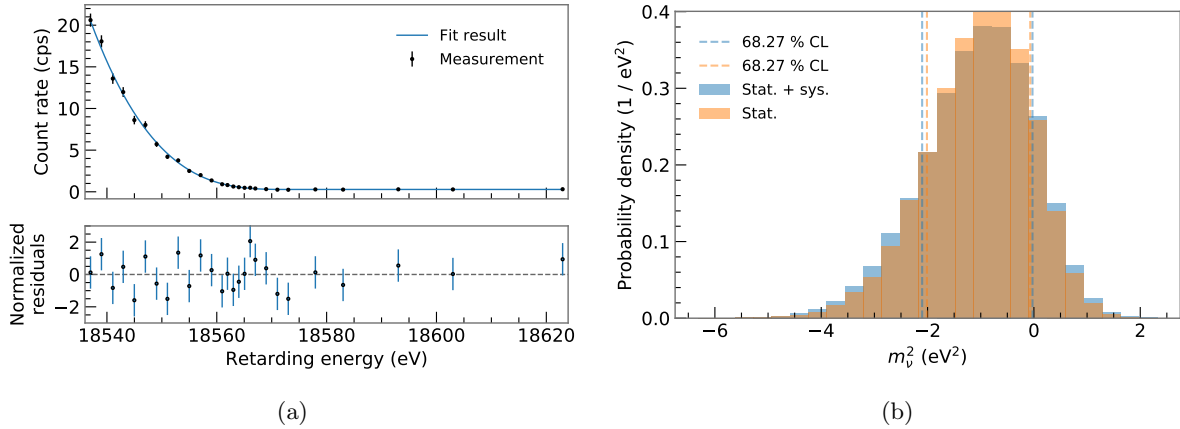 20
15
10
5
0
Count rate (cps)
Fit result
Measurement
2
0
−2
Normalized
residuals
18540
18560
18580
18600
18620
Retarding energy (eV)
(a)
0.4
0.3
0.2
0.1
0.0
Probability density (1 / eV²)
68.27 % CL
68.27 % CL
Stat. + sys.
Stat.
−6
−4
−2
0
2
m²ᵥ (eV²)
(b)